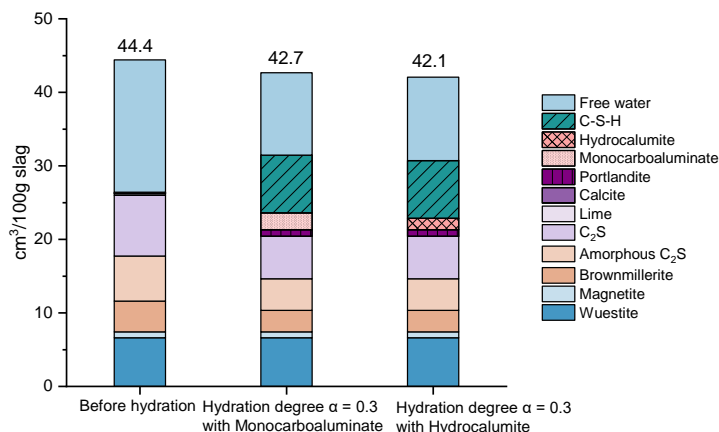 50
40
30
20
10
0
cm³/100g slag
44.4
42.7
42.1
Before hydration
Hydration degree α = 0.3
with Monocarboaluminate
Hydration degree α = 0.3
with Hydrocalumite
Free water
C-S-H
Hydrocalumite
Monocarboaluminate
Portlandite
Calcite
Lime
C₂S
Amorphous C₂S
Brownmillerite
Magnetite
Wuestite